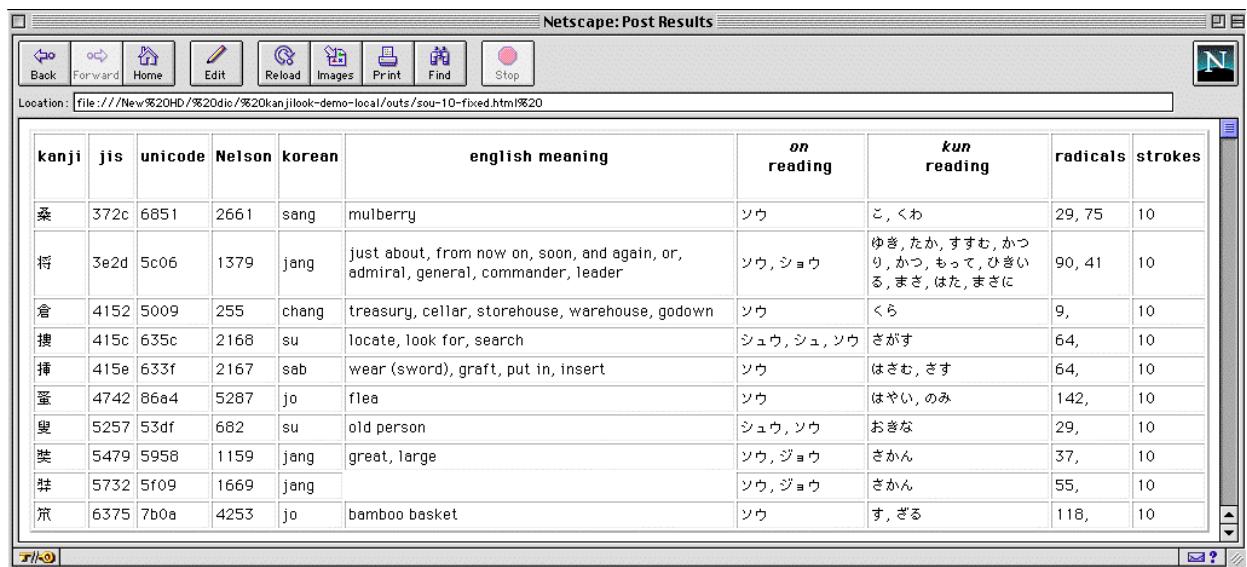 Netscape: Post Results
Back Forward Home Edit Reload Images Print Find Stop
N
Location: file:///New%20HD/%20dic/%20kanjilook-demo-local/outs/sou-10-fixed.html%20
kanji jis unicode Nelson korean english meaning on reading kun reading radicals strokes
桑 372c 6851 2661 sang mulberry ソウ こ, くわ 29, 75 10
将 3e2d 5c06 1379 jang just about, from now on, soon, and again, or, admiral, general, commander, leader ソウ, ショウ ゆき, たか, すすむ, かつり, かつ, もって, ひきいる, まさ, はた, まさに 90, 41 10
倉 4152 5009 255 chang treasury, cellar, storehouse, warehouse, godown ソウ くら 9, 10
捜 415c 635c 2168 su locate, look for, search シュウ, シュ, ソウ さがす 64, 10
挿 415e 633f 2167 sab wear (sword), graft, put in, insert ソウ はさむ, さす 64, 10
蚤 4742 86a4 5287 jo flea ソウ はやい, のみ 142, 10
叟 5257 53df 682 su old person シュウ, ソウ おきな 29, 10
奘 5479 5958 1159 jang great, large ソウ, ジョウ さかん 37, 10
弉 5732 5f09 1669 jang ソウ, ジョウ さかん 55, 10
笊 6375 7b0a 4253 jo bamboo basket ソウ す, ざる 118, 10